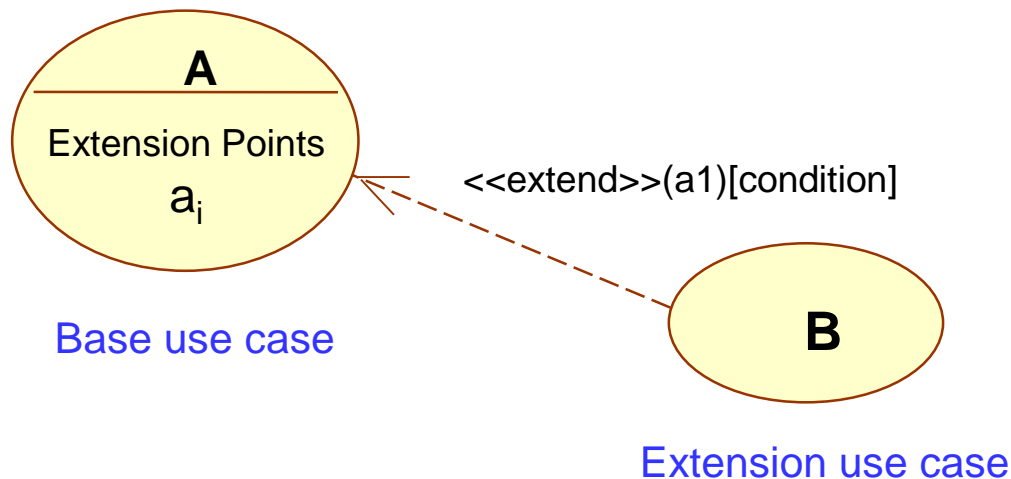 A
Extension Points
aᵢ
<<extend>>(a1)[condition]
Base use case
B
Extension use case